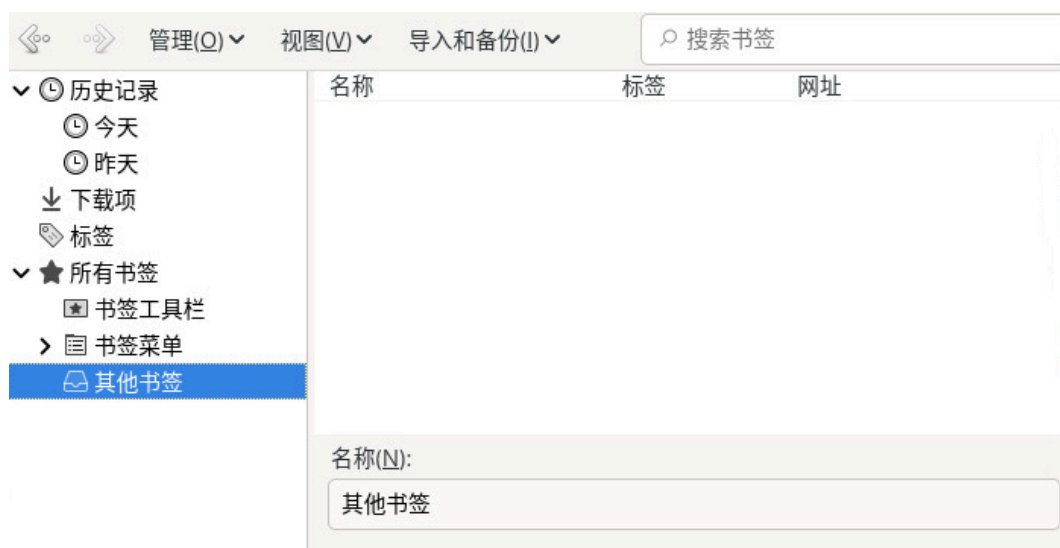 管理(O) 视图(V) 导入和备份(I) 搜索书签
历史记录
今天
昨天
下载项
标签
所有书签
书签工具栏
书签菜单
其他书签
名称 标签 网址
名称(N):
其他书签